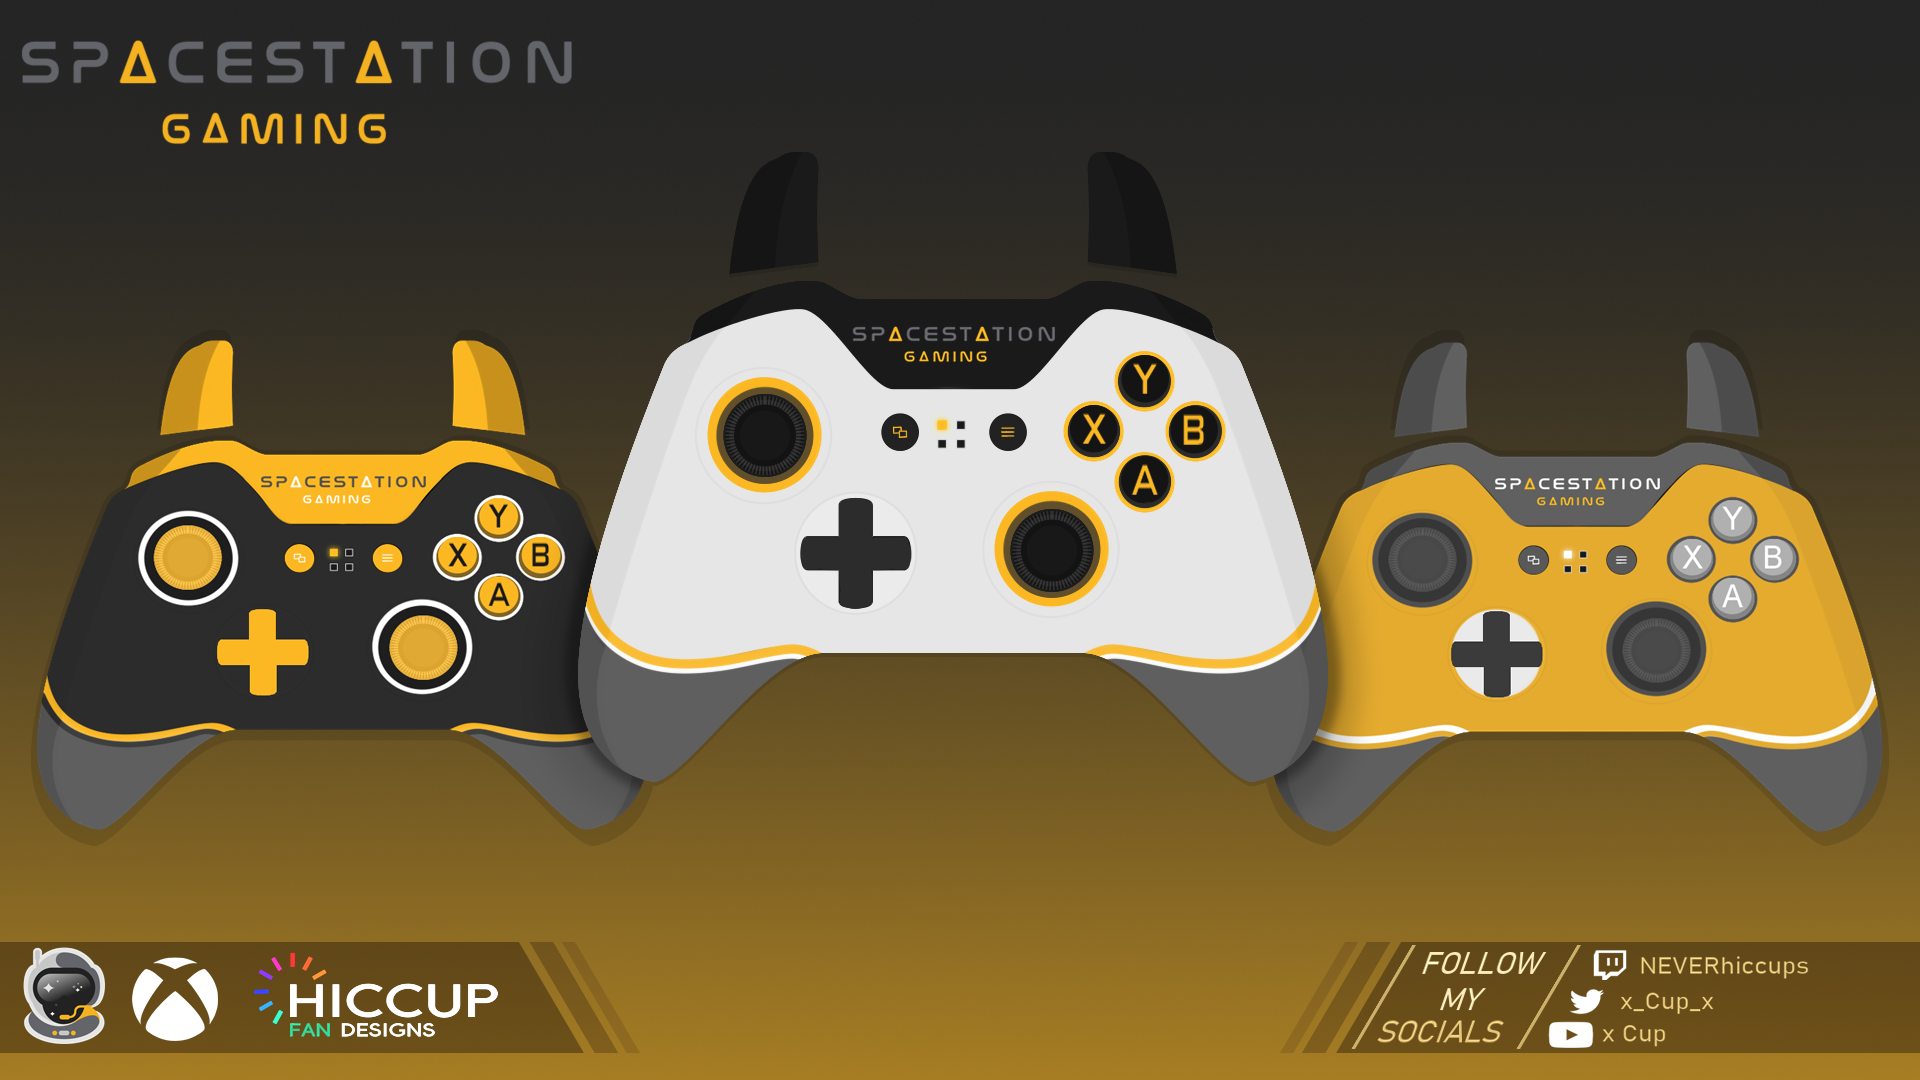 SPACESTATION
GAMING
SPACESTATION
GAMING
Y
X B
A
SPACESTATION
GAMING
Y
X B
A
SPACESTATION
GAMING
Y
X B
A
HICCUP
FAN DESIGNS
FOLLOW
MY
SOCIALS
NEVERhiccups
x_Cup_x
x Cup